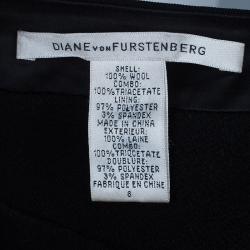 DIANE VON FURSTENBERG
SHELL:
100% WOOL
COMBO:
100%TRIACETATE
LINING:
97% POLYESTER
3% SPANDEX
MADE IN CHINA
EXTERIEUR:
100% LAINE
COMBO:
100%TRIACETATE
DOUBLURE:
97% POLYESTER
3% SPANDEX
FABRIQUE EN CHINE
6